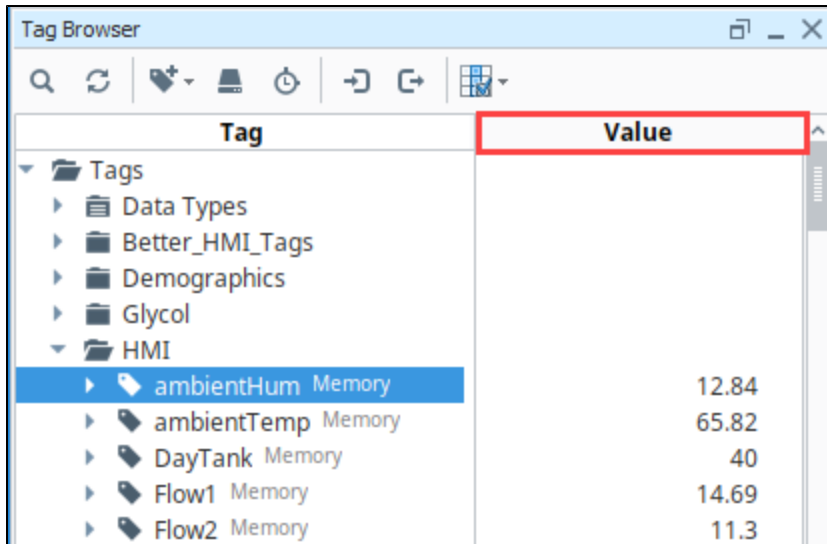 Tag Browser
Tag Value
Tags
Data Types
Better_HMI_Tags
Demographics
Glycol
HMI
ambientHum Memory 12.84
ambientTemp Memory 65.82
DayTank Memory 40
Flow1 Memory 14.69
Flow2 Memory 11.3